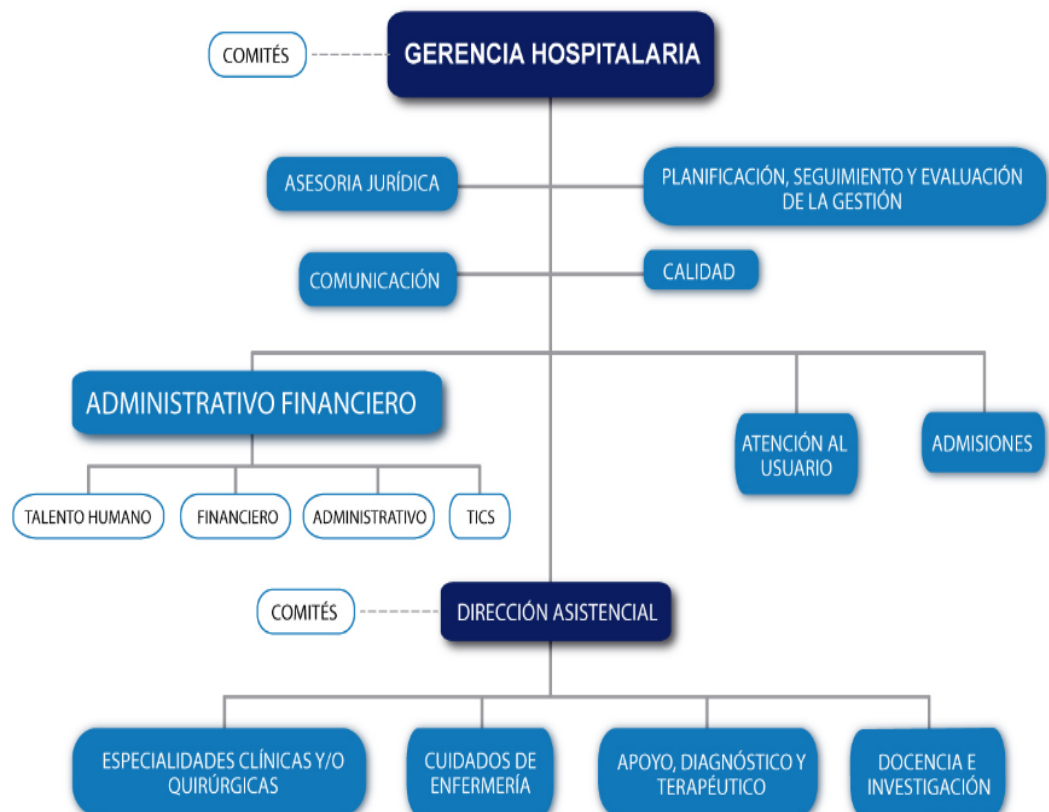 COMITÉS
GERENCIA HOSPITALARIA
ASESORIA JURÍDICA
PLANIFICACIÓN, SEGUIMIENTO Y EVALUACIÓN
DE LA GESTIÓN
COMUNICACIÓN
CALIDAD
ADMINISTRATIVO FINANCIERO
ATENCIÓN AL
USUARIO
ADMISIONES
TALENTO HUMANO
FINANCIERO
ADMINISTRATIVO
TICS
COMITÉS
DIRECCIÓN ASISTENCIAL
ESPECIALIDADES CLÍNICAS Y/O
QUIRÚRGICAS
CUIDADOS DE
ENFERMERÍA
APOYO, DIAGNÓSTICO Y
TERAPÉUTICO
DOCENCIA E
INVESTIGACIÓN